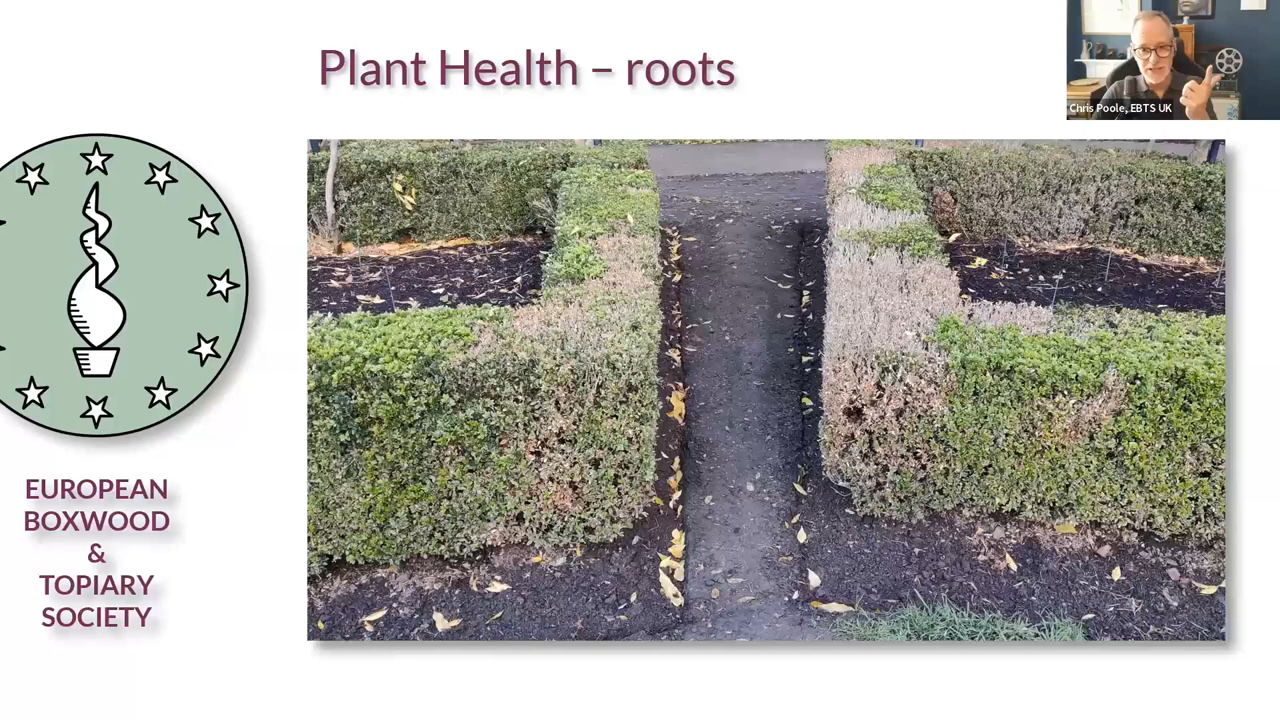 Plant Health – roots
Chris Poole, EBTS UK
EUROPEAN
BOXWOOD
&
TOPIARY
SOCIETY